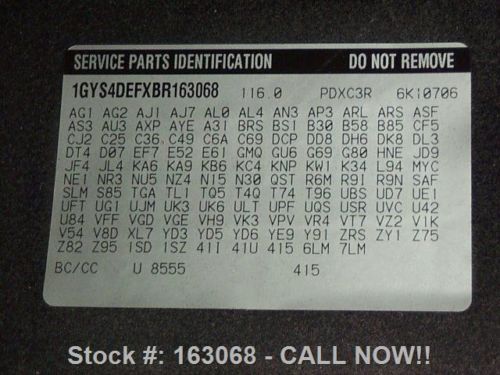 SERVICE PARTS IDENTIFICATION DO NOT REMOVE
1GYS4DEFXBR163068 116.0 PDXC3R 6K10706
AG1 AG2 AJ1 AJ7 AL0 AL4 AN3 AP3 ARL ARS ASF
AS3 AU3 AXP AYE A31 BRS BS1 B30 B58 B85 CF5
CJ2 C25 C36 C49 C6A C69 DCP DD8 DH6 DK8 DL3
DT4 D07 EF7 E52 E61 GMQ GU6 G69 G80 HNE JD9
JF4 JL4 KA6 KA9 KB6 KC4 KNP KW1 K34 L94 MYC
NE1 NR3 NU5 NZ4 N15 N30 QST R6M R91 R9N SAF
SLM S85 TGA TL1 TQ5 T4Q T74 T96 UBS UD7 UE1
UFT UG1 UJM UK3 UK6 ULT UPF UQS USR UVC U42
U84 VFF VGD VGE VH9 VK3 VPV VR4 VT7 VZ2 V1K
V54 V8D XL7 YD3 YD5 YD6 YE9 Y91 ZRS ZY1 Z75
Z82 Z95 1SD 1SZ 41I 41U 415 6LM 7LM
BC/CC U 8555 415
Stock #: 163068 - CALL NOW!!